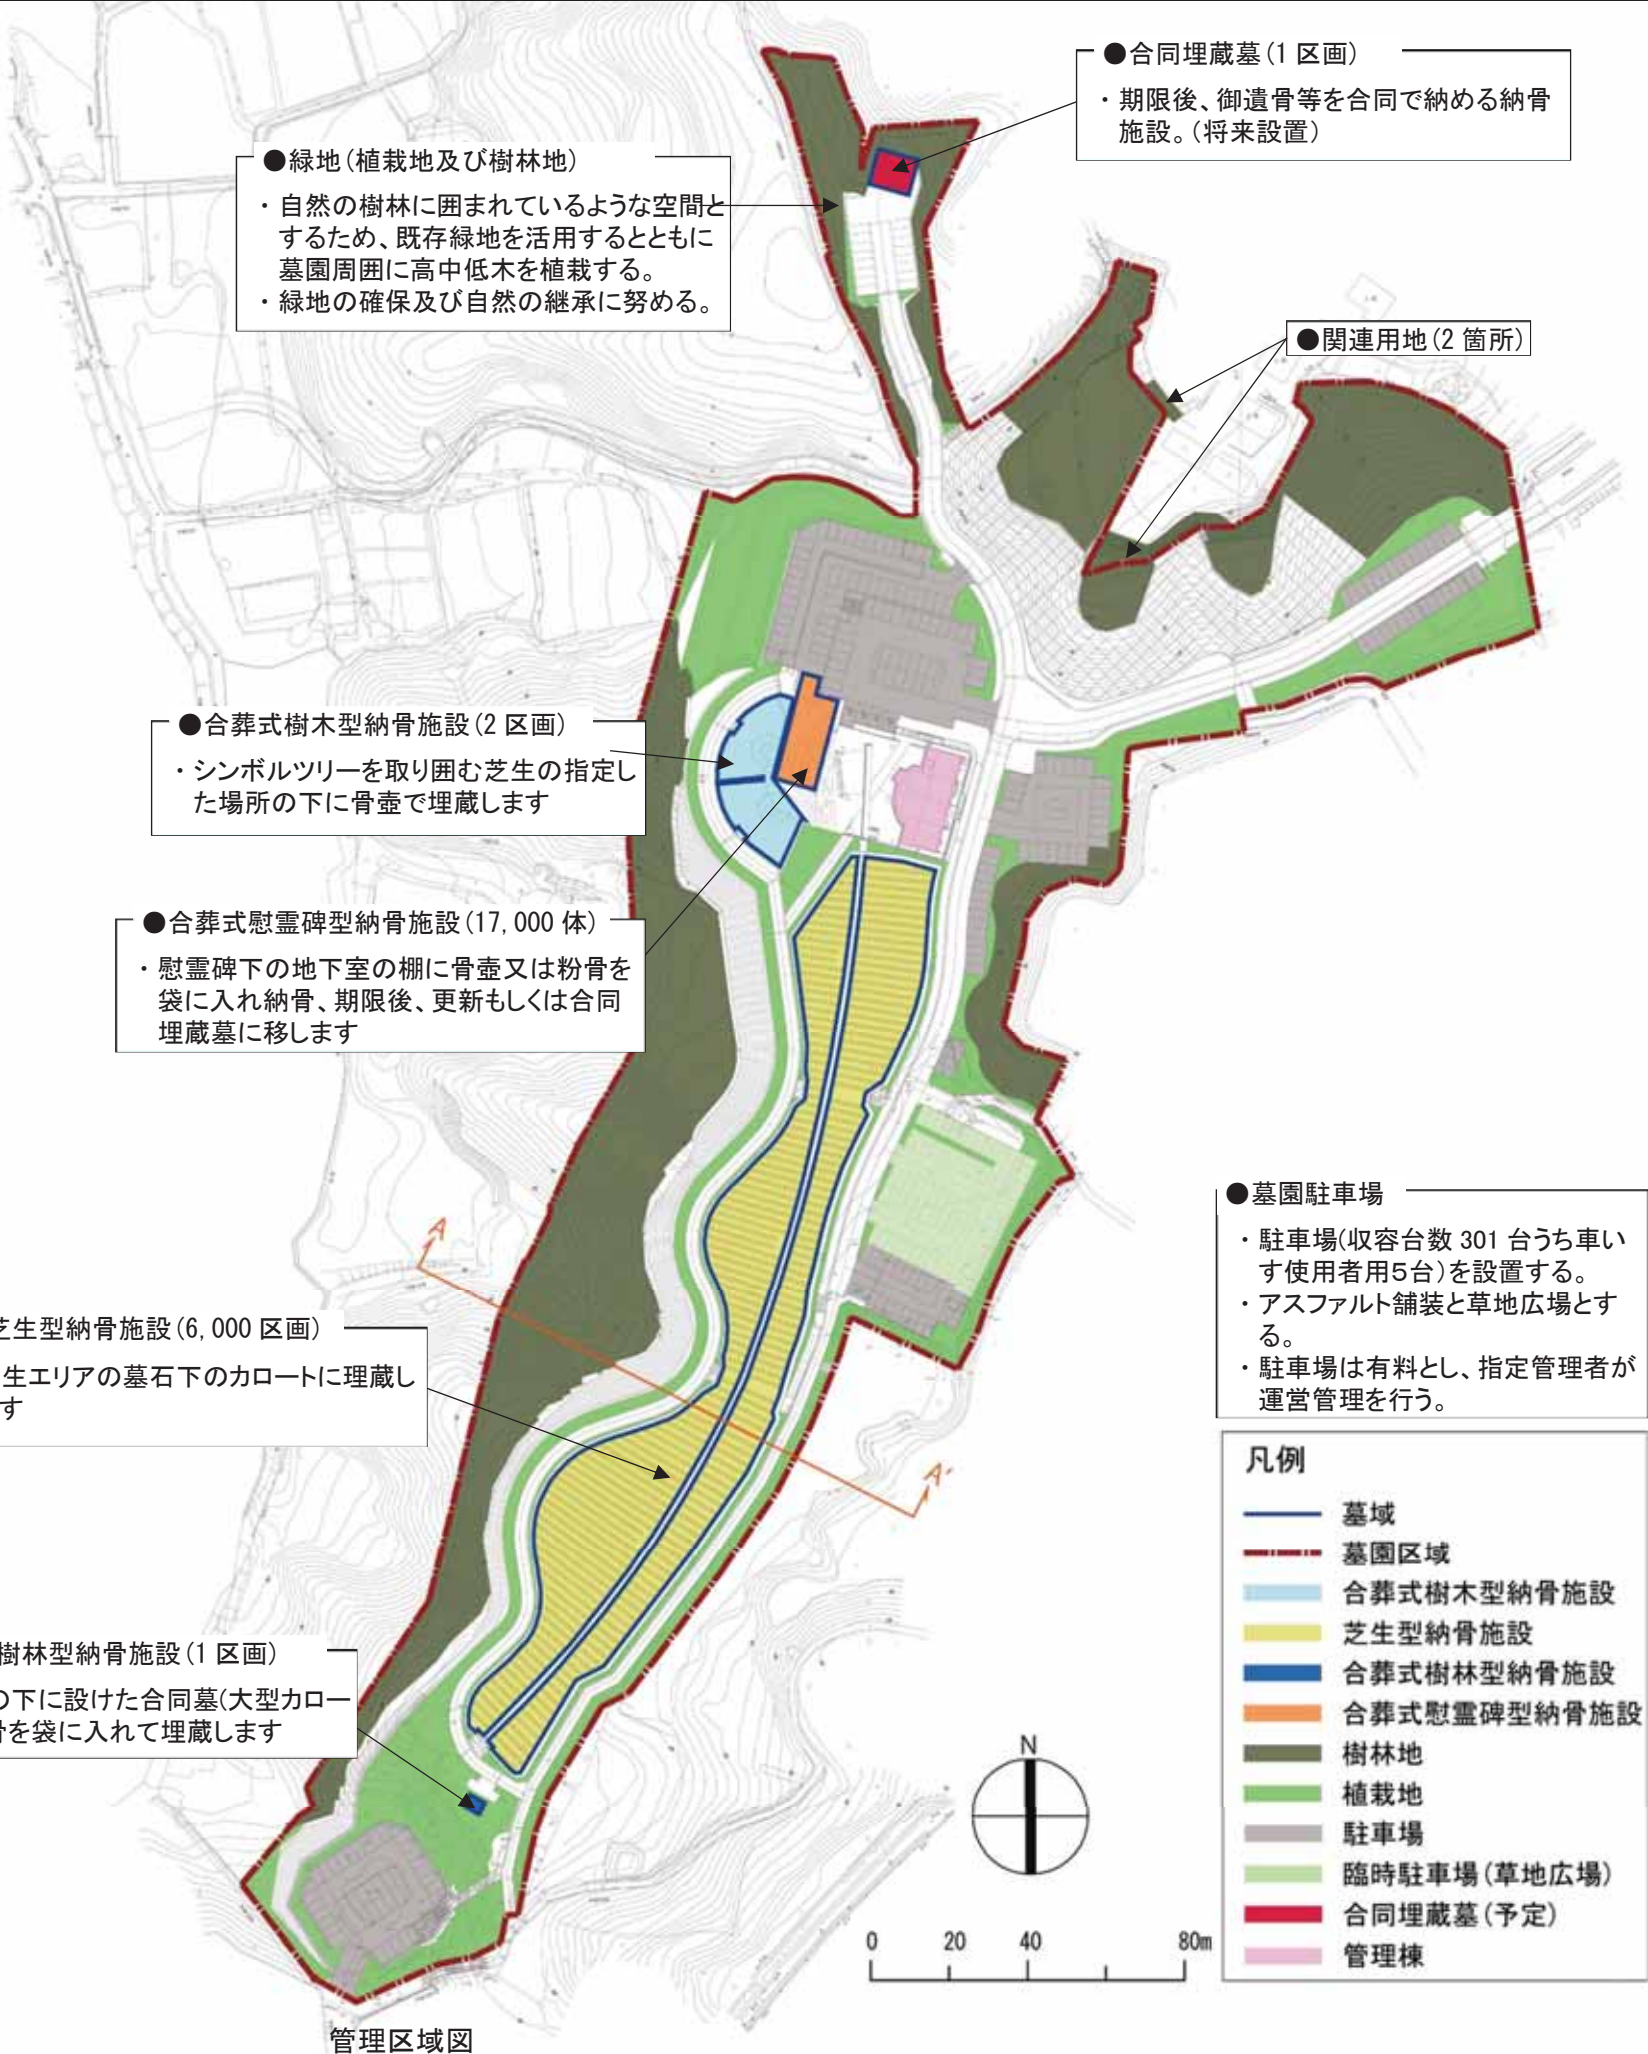 ●合同埋蔵墓(1 区画)
・期限後、御遺骨等を合同で納める納骨
施設。(将来設置)
●緑地(植栽地及び樹林地)
・自然の樹林に囲まれているような空間と
するため、既存緑地を活用するとともに
墓園周囲に高中低木を植栽する。
・緑地の確保及び自然の継承に努める。
●関連用地(2 箇所)
●合葬式樹木型納骨施設(2 区画)
・シンボルツリーを取り囲む芝生の指定し
た場所の下に骨壺で埋蔵します
●合葬式慰霊碑型納骨施設(17,000 体)
・慰霊碑下の地下室の棚に骨壺又は粉骨を
袋に入れ納骨、期限後、更新もしくは合同
埋蔵墓に移します
●墓園駐車場
・駐車場(収容台数 301 台うち車い
す使用者用5台)を設置する。
・アスファルト舗装と草地広場とす
る。
・駐車場は有料とし、指定管理者が
運営管理を行う。
A
A'
芝生型納骨施設(6,000 区画)
生エリアの墓石下のカロートに埋蔵し
す
樹林型納骨施設(1 区画)
の下に設けた合同墓(大型カロー
骨を袋に入れて埋蔵します
凡例
墓域
墓園区域
合葬式樹木型納骨施設
芝生型納骨施設
合葬式樹林型納骨施設
合葬式慰霊碑型納骨施設
樹林地
植栽地
駐車場
臨時駐車場(草地広場)
合同埋蔵墓(予定)
管理棟
N
0 20 40 80m
管理区域図